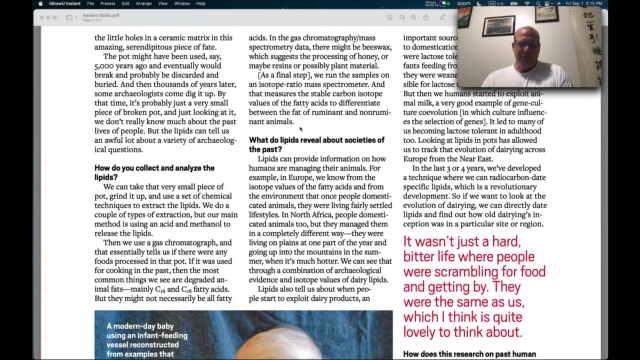 iShowU Instant File Presets Edit Arrange View Window Help
zoom
Fri Sep 1 3:15 PM
Ancient lipids.pdf
Page 2 of 2
the little holes in a ceramic matrix in this
amazing, serendipitous piece of fate.
The pot might have been used, say,
5,000 years ago and eventually would
break and probably be discarded and
buried. And then thousands of years later,
some archaeologists come dig it up. By
that time, it's probably just a very small
piece of broken pot, and just looking at it,
we don't really know much about the past
lives of people. But the lipids can tell us
an awful lot about a variety of archaeolog-
ical questions.
How do you collect and analyze the
lipids?
We can take that very small piece of
pot, grind it up, and use a set of chemical
techniques to extract the lipids. We do a
couple of types of extraction, but our main
method is using an acid and methanol to
release the lipids.
Then we use a gas chromatograph, and
that essentially tells us if there were any
foods processed in that pot. If it was
used for cooking in the past, then the most
common things we see are degraded an-
imal fats—mainly C16 and C18 fatty acids.
But they might not necessarily be all fatty
acids. In the gas chromatography/mass
spectrometry data, there might be beeswax,
which suggests the processing of honey, or
maybe resins or possibly plant material.
[As a final step], we run the samples on
an isotope-ratio mass spectrometer. And
that measures the stable carbon isotope
values of the fatty acids to differentiate
between the fat of ruminant and nonrumi-
nant animals.
What do lipids reveal about societies of
the past?
Lipids can provide information on how
humans are managing their animals. For
example, in Europe, we know from the
isotope values of the fatty acids and from
the environment that once people domesti-
cated animals, they were living fairly settled
lifestyles. In North Africa, people domesti-
cated animals too, but they managed them
in a completely different way—they were
living on plains at one part of the year and
going up into the mountains in the sum-
mer, when it's much hotter. We can see that
through a combination of archaeological
evidence and isotope values of dairy lipids.
Lipids also tell us about when peo-
ple start to exploit dairy products, an
important source
to domestication
were lactose tole
fants feeding from
they were weane
sible for lactose t
But then we humans started to exploit ani-
mal milk, a very good example of gene-cul-
ture coevolution [in which culture influenc-
es the selection of genes]. It led to many of
us becoming lactose tolerant in adulthood too.
Looking at lipids in pots has allowed
us to track that evolution of dairying across
Europe from the Near East.
In the last 3 or 4 years, we've developed
a technique where we can radiocarbon-date
specific lipids, which is a revolutionary
development. So if we want to look at the
evolution of dairying, we can directly date
lipids and find out how old dairying's in-
ception was in a particular site or region.
It wasn't just a hard,
bitter life where people
were scrambling for food
and getting by. They
were the same as us,
which I think is quite
lovely to think about.
How does this research on past human
A modern-day baby
using an infant-feeding
vessel reconstructed
from examples that